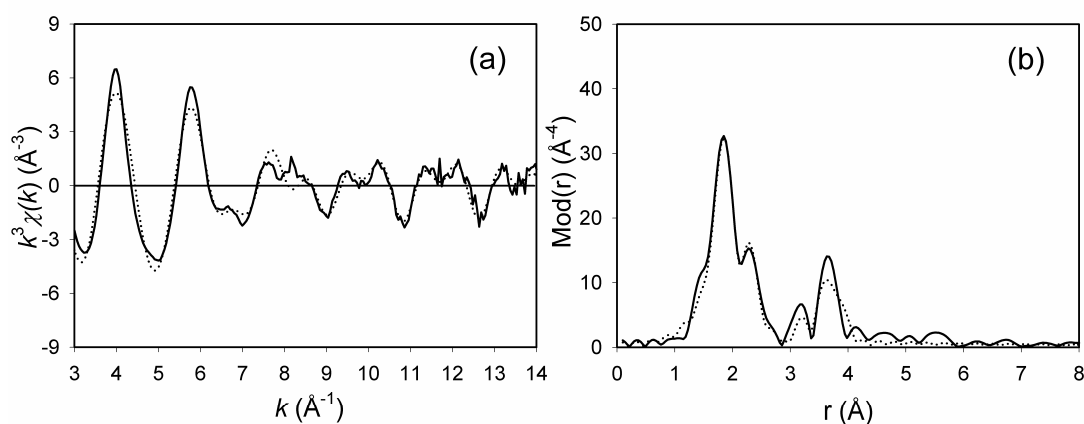 (a)
k³χ(k) (Å⁻³)
9
6
3
0
-3
-6
-9
3 4 5 6 7 8 9 10 11 12 13 14
k (Å⁻¹)
(b)
Mod(r) (Å⁻⁴)
50
40
30
20
10
0
0 1 2 3 4 5 6 7 8
r (Å)